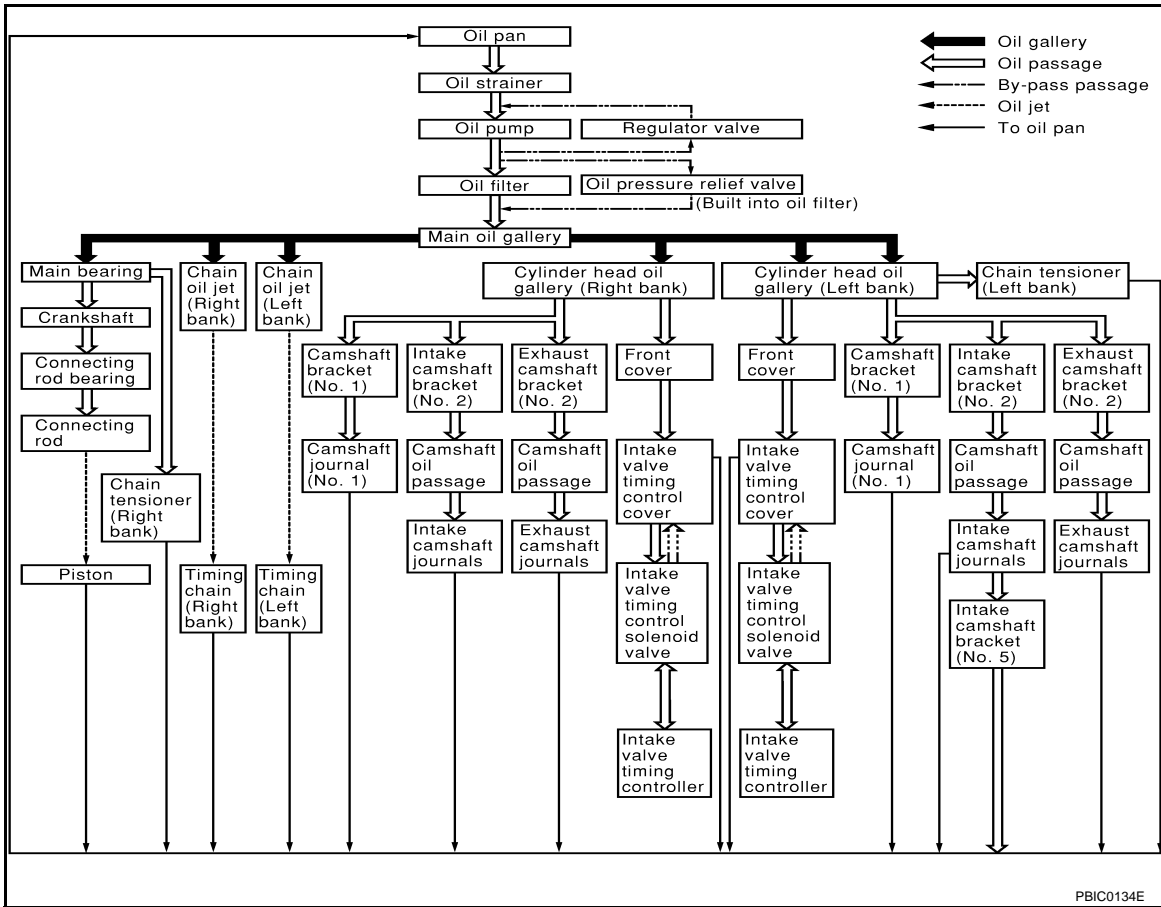 Oil pan
Oil gallery
Oil passage
By-pass passage
Oil jet
To oil pan
Oil strainer
Oil pump
Regulator valve
Oil filter
Oil pressure relief valve
(Built into oil filter)
Main oil gallery
Main bearing
Crankshaft
Connecting
rod bearing
Connecting
rod
Piston
Chain
tensioner
(Right
bank)
Chain
oil jet
(Right
bank)
Timing
chain
(Right
bank)
Chain
oil jet
(Left
bank)
Timing
chain
(Left
bank)
Cylinder head oil
gallery (Right bank)
Camshaft
bracket
(No. 1)
Camshaft
journal
(No. 1)
Intake
camshaft
bracket
(No. 2)
Camshaft
oil
passage
Intake
camshaft
journals
Exhaust
camshaft
bracket
(No. 2)
Camshaft
oil
passage
Exhaust
camshaft
journals
Front
cover
Intake
valve
timing
control
cover
Intake
valve
timing
control
solenoid
valve
Intake
valve
timing
controller
Cylinder head oil
gallery (Left bank)
Chain tensioner
(Left bank)
Front
cover
Intake
valve
timing
control
cover
Intake
valve
timing
control
solenoid
valve
Intake
valve
timing
controller
Camshaft
bracket
(No. 1)
Camshaft
journal
(No. 1)
Intake
camshaft
bracket
(No. 2)
Camshaft
oil
passage
Intake
camshaft
journals
Intake
camshaft
bracket
(No. 5)
Exhaust
camshaft
bracket
(No. 2)
Camshaft
oil
passage
Exhaust
camshaft
journals
PBIC0134E